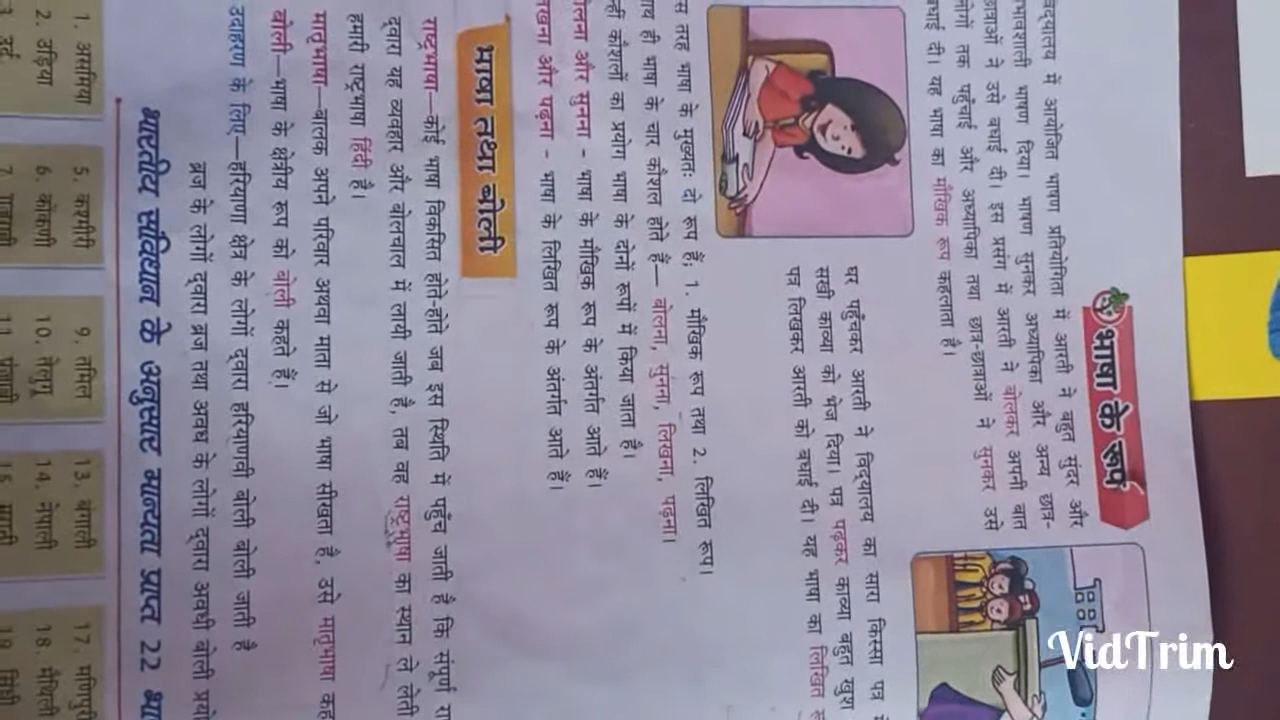 भाषा के रूप
विद्यालय में आयोजित भाषण प्रतियोगिता में आरती ने बहुत सुंदर और
प्रभावशाली भाषण दिया। भाषण सुनकर अध्यापिका और अन्य छात्र-
छात्राओं ने उसे बधाई दी। इस प्रसंग में आरती ने बोलकर अपनी बात
लोगों तक पहुँचाई और अध्यापिका तथा छात्र-छात्राओं ने सुनकर उसे
बधाई दी। यह भाषा का मौखिक रूप कहलाता है।
घर पहुँचकर आरती ने विद्यालय का सारा किस्सा पत्र में
सखी काव्या को भेज दिया। पत्र पढ़कर काव्या बहुत खुश
पत्र लिखकर आरती को बधाई दी। यह भाषा का लिखित
इस तरह भाषा के मुख्यतः दो रूप हैं; 1. मौखिक रूप तथा 2. लिखित रूप।
साथ ही भाषा के चार कौशल होते हैं— बोलना, सुनना, लिखना, पढ़ना।
कौशलों का प्रयोग भाषा के दोनों रूपों में किया जाता है।
बोलना और सुनना - भाषा के मौखिक रूप के अंतर्गत आते हैं।
लिखना और पढ़ना - भाषा के लिखित रूप के अंतर्गत आते हैं।
भाषा तथा बोली
राष्ट्रभाषा—कोई भाषा विकसित होते-होते जब इस स्थिति में पहुँच जाती है कि संपूर्ण
द्वारा यह व्यवहार और बोलचाल में लायी जाती है, तब वह राष्ट्रभाषा का स्थान ले लेती
हमारी राष्ट्रभाषा हिंदी है।
मातृभाषा—बालक अपने परिवार अथवा माता से जो भाषा सीखता है, उसे मातृभाषा
बोली—भाषा के क्षेत्रीय रूप को बोली कहते हैं।
उदाहरण के लिए—हरियाणा क्षेत्र के लोगों द्वारा हरियाणवी बोली बोली जाती है
ब्रज के लोगों द्वारा ब्रज तथा अवध के लोगों द्वारा अवधी बोली
भारतीय संविधान के अनुसार मान्यता प्राप्त 22
1. असमिया 5. कश्मीरी 9. तमिल 13. बंगाली 17. मणिपुरी
2. उड़िया 6. कोंकणी 10. तेलुगु 14. नेपाली 18. मैथिली
VidTrim